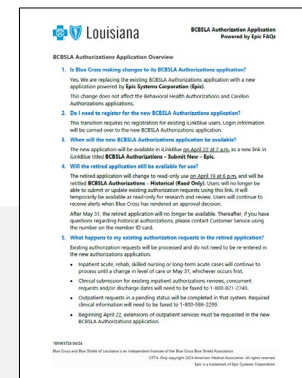 Louisiana
BCBSLA Authorization Application
Powered by Epic FAQs
BCBSLA Authorizations Application Overview
1. Is Blue Cross making changes to its BCBSLA Authorizations application?
Yes. We are replacing the existing BCBSLA Authorizations application with a new
application powered by Epic Systems Corporation (Epic).
This change does not affect the Behavioral Health Authorizations and Carelon
Authorizations applications.
2. Do I need to register for the new BCBSLA Authorizations application?
This transition requires no registration for existing iLinkBlue users. Login information
will be carried over to the new BCBSLA Authorizations application.
3. When will the new BCBSLA Authorizations application be available?
The new application will be available in iLinkBlue on April 22 at 7 a.m. as a new link in
iLinkBlue titled BCBSLA Authorizations – Submit New – Epic.
4. Will the retired application still be available for use?
The retired application will change to read-only use on April 19 at 6 p.m. and will be
retitled BCBSLA Authorizations – Historical (Read Only). Users will no longer be
able to submit or update existing authorization requests using this link. It will
temporarily be available as read-only for research and review. Users will continue to
receive alerts when Blue Cross has rendered an approval decision.
After May 31, the retired application will no longer be available. Thereafter, if you have
questions regarding historical authorizations, please contact Customer Service using
the number on the member ID card.
5. What happens to my existing authorization requests in the retired application?
Existing authorization requests will be processed and do not need to be re-entered in
the new authorizations application.
• Inpatient acute, rehab, skilled nursing or long-term acute cases will continue to
process until a change in level of care or May 31, whichever occurs first.
• Clinical submission for existing inpatient authorizations reviews, concurrent
requests and/or discharge dates will need to be faxed to 1-800-821-2740.
• Outpatient requests in a pending status will be completed in that system. Required
clinical information will need to be faxed to 1-800-586-2299.
• Beginning April 22, extensions of outpatient services must be requested in the new
BCBSLA Authorizations application.
Blue Cross and Blue Shield of Louisiana is an independent licensee of the Blue Cross Blue Shield Association.
CPT® Only copyright 2024 American Medical Association. All rights reserved.
Epic is a trademark of Epic Systems Corporation.